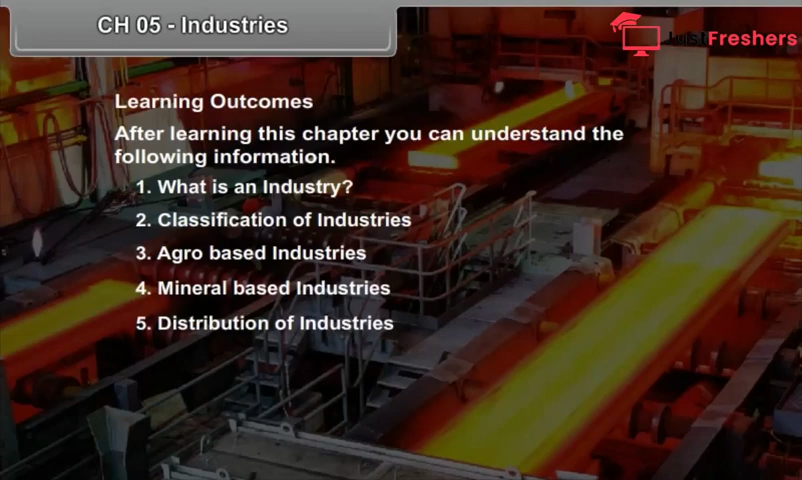 CH 05 - Industries
JustFreshers
Learning Outcomes
After learning this chapter you can understand the
following information.
1. What is an Industry?
2. Classification of Industries
3. Agro based Industries
4. Mineral based Industries
5. Distribution of Industries